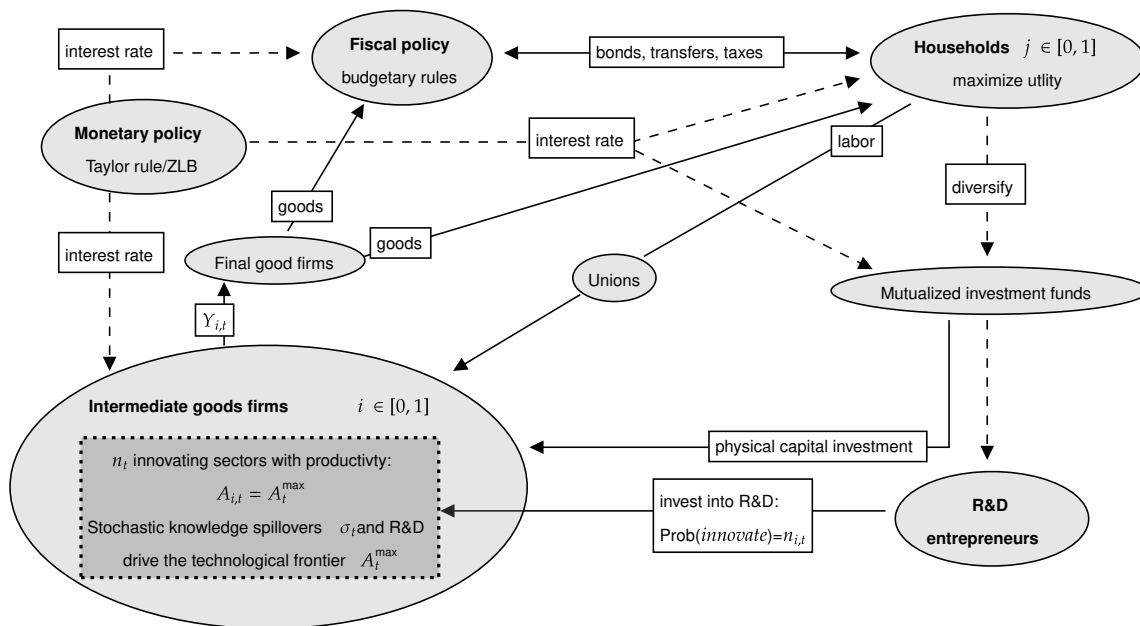 interest rate
Fiscal policy
budgetary rules
bonds, transfers, taxes
Households j ∈ [0, 1]
maximize utlity
Monetary policy
Taylor rule/ZLB
interest rate
labor
diversify
goods
goods
interest rate
Final good firms
Unions
Mutualized investment funds
Y_{i,t}
Intermediate goods firms i ∈ [0, 1]
physical capital investment
n_t innovating sectors with productivty:
A_{i,t} = A_t^{max}
Stochastic knowledge spillovers σ_t and R&D
drive the technological frontier A_t^{max}
invest into R&D:
Prob(innovate)=n_{i,t}
R&D
entrepreneurs